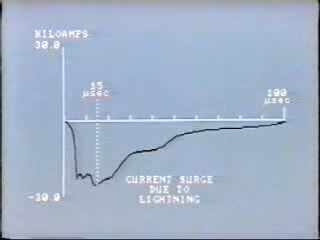 KILOAMPS
30.0
15
µsec
100
µsec
-30.0
CURRENT SURGE
DUE TO
LIGHTNING